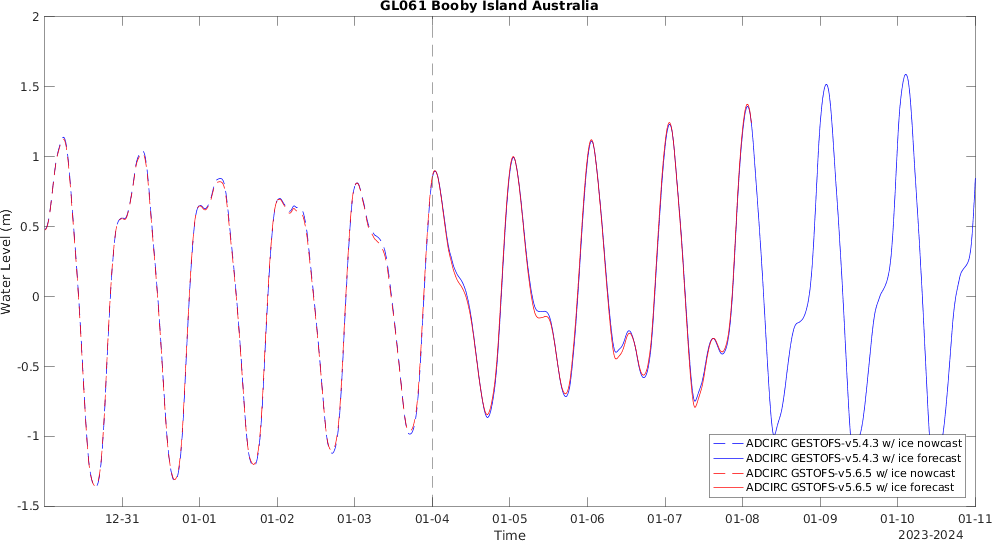 GL061 Booby Island Australia
2
1.5
1
0.5
0
-0.5
-1
-1.5
Water Level (m)
12-31 01-01 01-02 01-03 01-04 01-05 01-06 01-07 01-08 01-09 01-10 01-11
Time
2023-2024
ADCIRC GESTOFS-v5.4.3 w/ ice nowcast
ADCIRC GESTOFS-v5.4.3 w/ ice forecast
ADCIRC GSTOFS-v5.6.5 w/ ice nowcast
ADCIRC GSTOFS-v5.6.5 w/ ice forecast